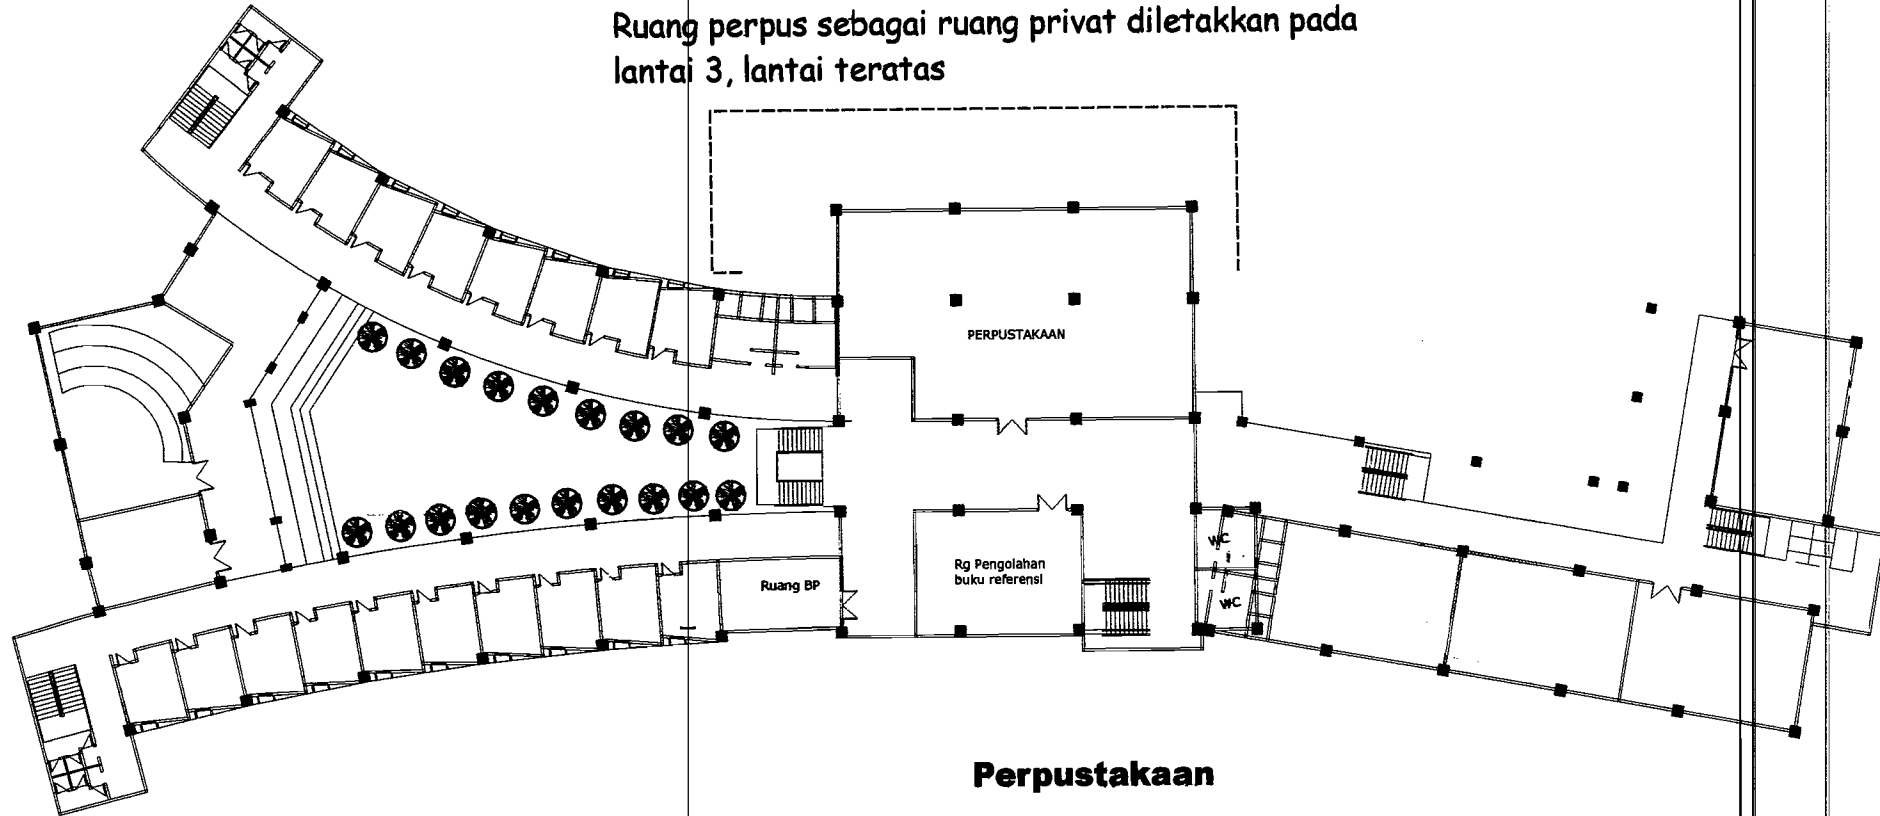 Ruang perpus sebagai ruang privat diletakkan pada
lantai 3, lantai teratas
PERPUSTAKAAN
WC
Rg Pengolahan
buku referensi
Ruang BP
WC
Perpustakaan